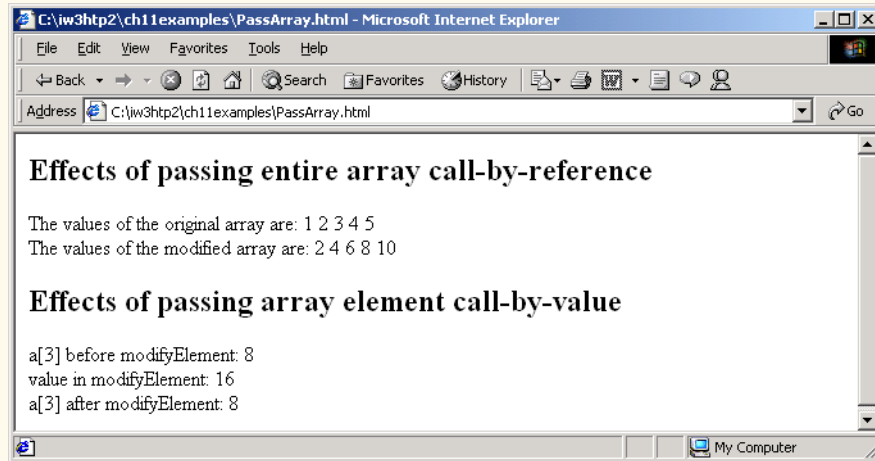 C:\iw3htp2\ch11examples\PassArray.html - Microsoft Internet Explorer
File Edit View Favorites Tools Help
Back Search Favorites History
Address C:\iw3htp2\ch11examples\PassArray.html Go
Effects of passing entire array call-by-reference
The values of the original array are: 1 2 3 4 5
The values of the modified array are: 2 4 6 8 10
Effects of passing array element call-by-value
a[3] before modifyElement: 8
value in modifyElement: 16
a[3] after modifyElement: 8
My Computer